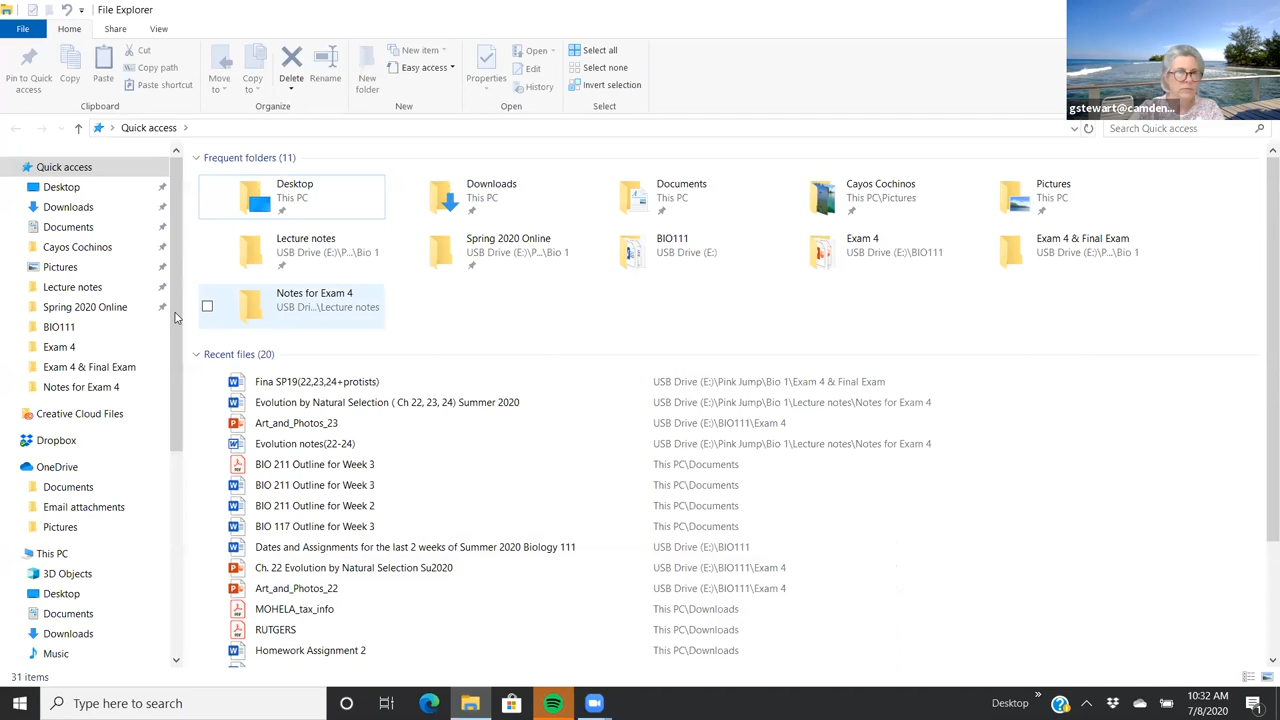 File Explorer
File Home Share View
Pin to Quick access
Copy
Paste
Cut
Copy path
Paste shortcut
Clipboard
Move to
Copy to
Delete
Rename
Organize
New folder
New item
Easy access
New
Properties
Open
Edit
History
Open
Select all
Select none
Invert selection
Select
gstewart@camden...
Quick access
Search Quick access
Quick access
Desktop
Downloads
Documents
Cayos Cochinos
Pictures
Lecture notes
Spring 2020 Online
BIO111
Exam 4
Exam 4 & Final Exam
Notes for Exam 4
Creative Cloud Files
Dropbox
OneDrive
Documents
Email attachments
Pictures
This PC
3D Objects
Desktop
Documents
Downloads
Music
Frequent folders (11)
Desktop
This PC
Downloads
This PC
Documents
This PC
Cayos Cochinos
This PC\Pictures
Pictures
This PC
Lecture notes
USB Drive (E:)\P...\Bio 1
Spring 2020 Online
USB Drive (E:)\P...\Bio 1
BIO111
USB Drive (E:)
Exam 4
USB Drive (E:)\BIO111
Exam 4 & Final Exam
USB Drive (E:)\P...\Bio 1
Notes for Exam 4
USB Dri...\Lecture notes
Recent files (20)
Fina SP19(22,23,24+protists) USB Drive (E:)\Pink Jump\Bio 1\Exam 4 & Final Exam
Evolution by Natural Selection ( Ch 22, 23, 24) Summer 2020 USB Drive (E:)\Pink Jump\Bio 1\Lecture notes\Notes for Exam 4
Art_and_Photos_23 USB Drive (E:)\BIO111\Exam 4
Evolution notes(22-24) USB Drive (E:)\Pink Jump\Bio 1\Lecture notes\Notes for Exam 4
BIO 211 Outline for Week 3 This PC\Documents
BIO 211 Outline for Week 3 This PC\Documents
BIO 211 Outline for Week 2 This PC\Documents
BIO 117 Outline for Week 3 This PC\Documents
Dates and Assignments for the last 2 weeks of Summer 2020 Biology 111 USB Drive (E:)\BIO111
Ch. 22 Evolution by Natural Selection Su2020 USB Drive (E:)\BIO111\Exam 4
Art_and_Photos_22 USB Drive (E:)\BIO111\Exam 4
MOHELA_tax_info This PC\Downloads
RUTGERS This PC\Downloads
Homework Assignment 2 This PC\Downloads
31 items
Type here to search
Desktop
10:32 AM
7/8/2020